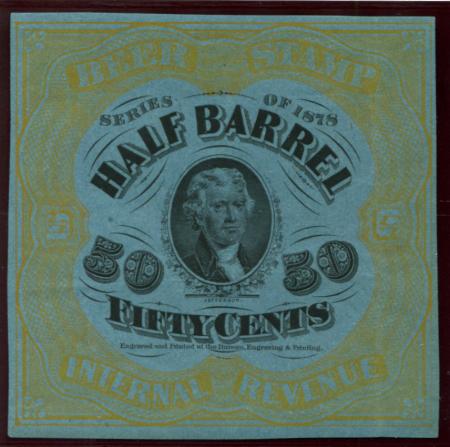 BEER STAMP
SERIES OF 1878
HALF BARREL
50 50
JEFFERSON
FIFTY CENTS
Engraved and Printed at the Bureau, Engraving & Printing.
INTERNAL REVENUE